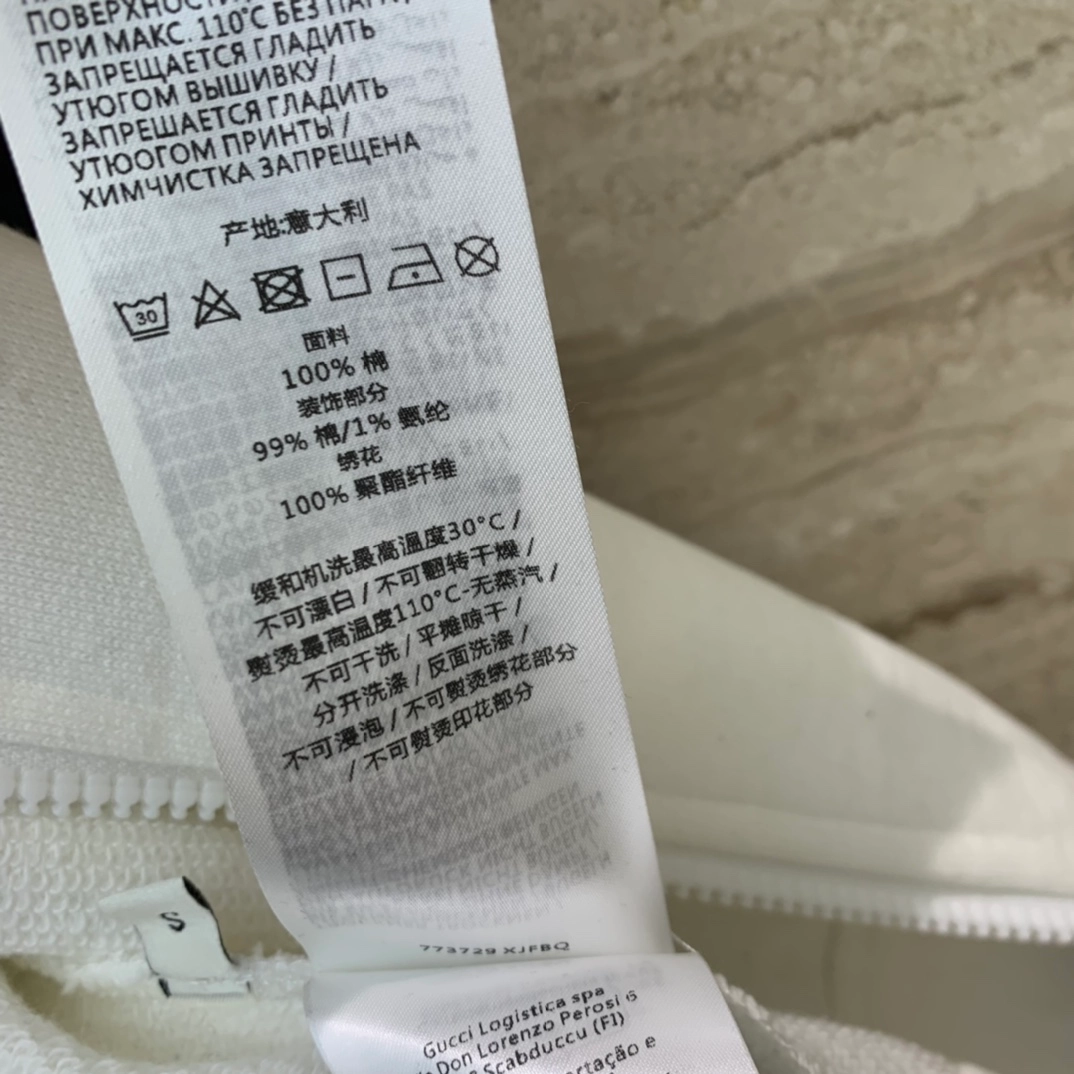 ПОВЕРХНОСТИ
ПРИ МАКС. 110°C БЕЗ
ЗАПРЕЩАЕТСЯ ГЛАДИТЬ
УТЮГОМ ВЫШИВКУ /
ЗАПРЕШАЕТСЯ ГЛАДИТЬ
УТЮОГОМ ПРИНТЫ /
ХИМЧИСТКА ЗАПРЕЩЕНА
产地:意大利
30
面料
100% 棉
装饰部分
99% 棉/1% 氨纶
绣花
100% 聚酯纤维
缓和机洗最高温度30°C /
不可漂白 / 不可翻转干燥 /
熨烫最高温度110°C-无蒸汽 /
不可干洗 / 平摊晾干 /
分开洗涤 / 反面洗涤 /
不可浸泡 / 不可熨烫绣花部分
/ 不可熨烫印花部分
S
773729 XJFBQ
Gucci Logistica spa
Don Lorenzo Perosi 6
Scabduccu (FI)
ertação e